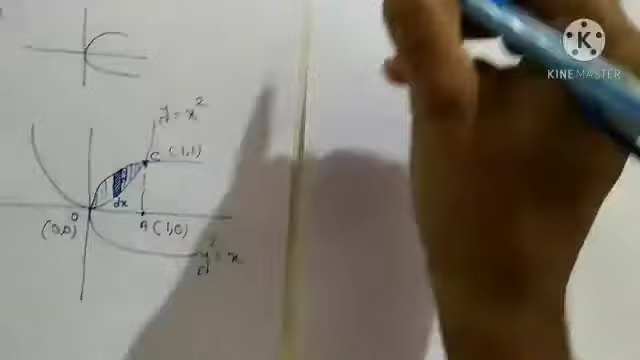 K
KINEMASTER
y = x²
C (1,1)
dx
O
(0,0)
A (1,0)
y² = x